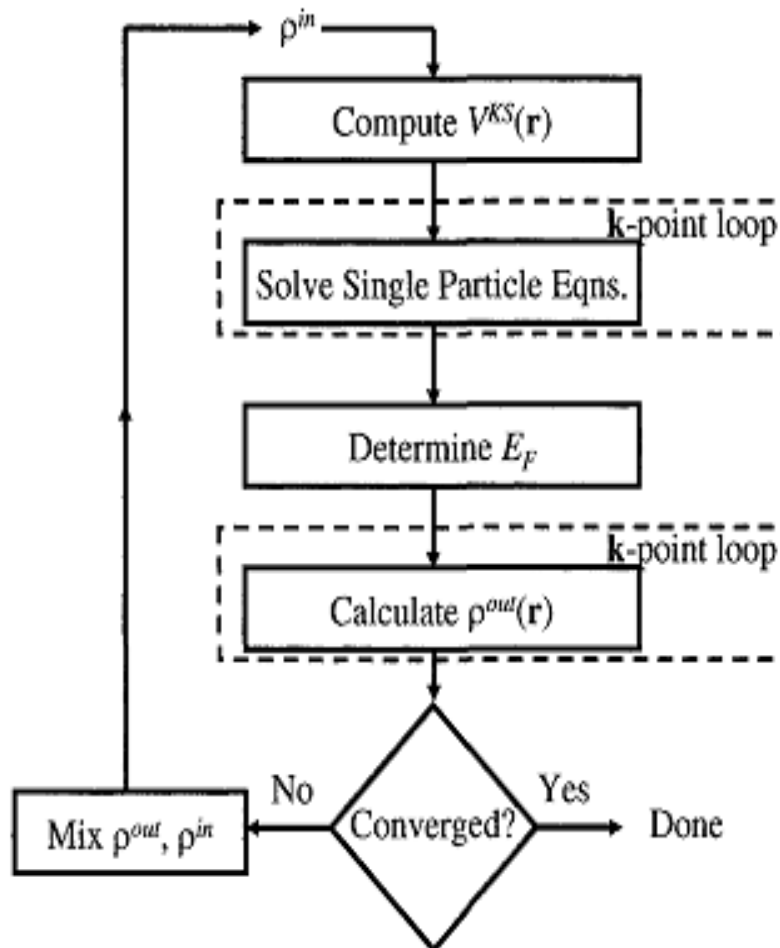 ρ^in
Compute V^KS(r)
k-point loop
Solve Single Particle Eqns.
Determine E_F
k-point loop
Calculate ρ^out(r)
No
Yes
Mix ρ^out, ρ^in
Converged?
Done